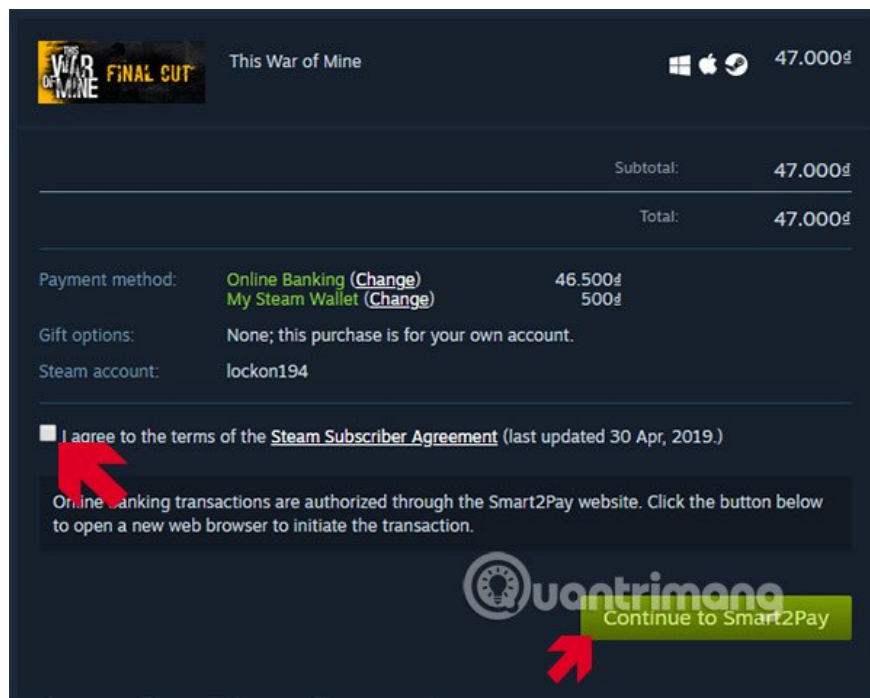 THIS
WAR
OF MINE
FINAL CUT
This War of Mine
47.000₫
Subtotal:
47.000₫
Total:
47.000₫
Payment method:
Online Banking (Change)
46.500₫
My Steam Wallet (Change)
500₫
Gift options:
None; this purchase is for your own account.
Steam account:
lockon194
I agree to the terms of the Steam Subscriber Agreement (last updated 30 Apr, 2019.)
Online Banking transactions are authorized through the Smart2Pay website. Click the button below
to open a new web browser to initiate the transaction.
Quantrimang
Continue to Smart2Pay